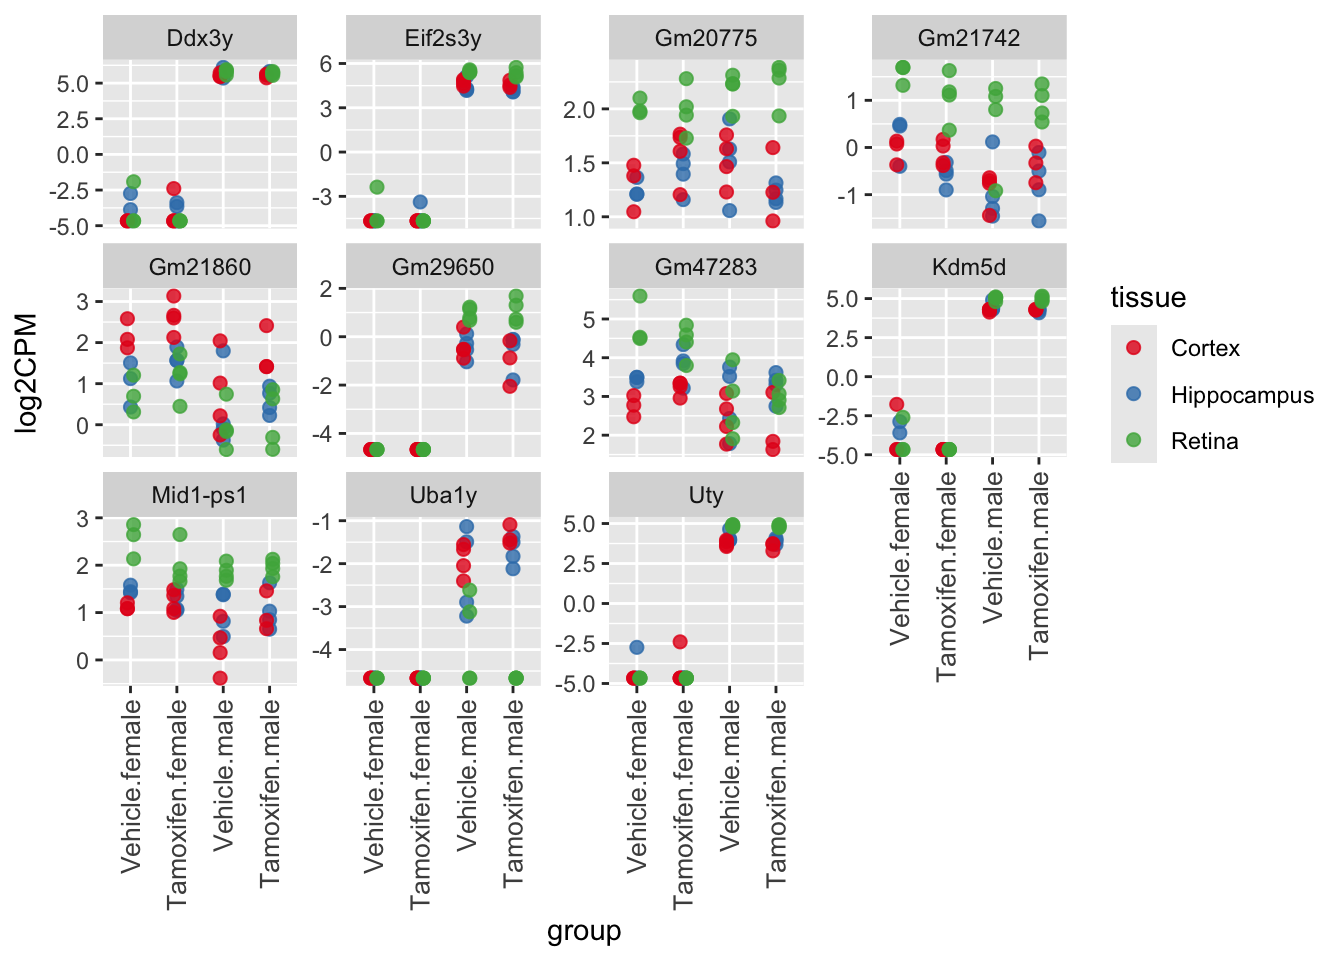 Ddx3y Eif2s3y Gm20775 Gm21742
5.0 2.5 0.0 -2.5 -5.0
6 3 0 -3
2.0 1.5 1.0
1 0 -1
Gm21860 Gm29650 Gm47283 Kdm5d
3 2 1 0
2 0 -2 -4
5 4 3 2
5.0 2.5 0.0 -2.5 -5.0
Mid1-ps1 Uba1y Uty
3 2 1 0
-1 -2 -3 -4
5.0 2.5 0.0 -2.5 -5.0
Vehicle.female Tamoxifen.female Vehicle.male Tamoxifen.male
Vehicle.female Tamoxifen.female Vehicle.male Tamoxifen.male
Vehicle.female Tamoxifen.female Vehicle.male Tamoxifen.male
Vehicle.female Tamoxifen.female Vehicle.male Tamoxifen.male
log2CPM
group
tissue
Cortex
Hippocampus
Retina